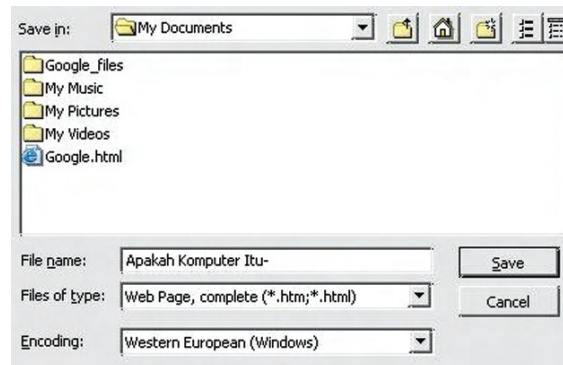 Save in: My Documents
Google_files
My Music
My Pictures
My Videos
Google.html
File name: Apakah Komputer Itu- Save
Files of type: Web Page, complete (*.htm;*.html) Cancel
Encoding: Western European (Windows)